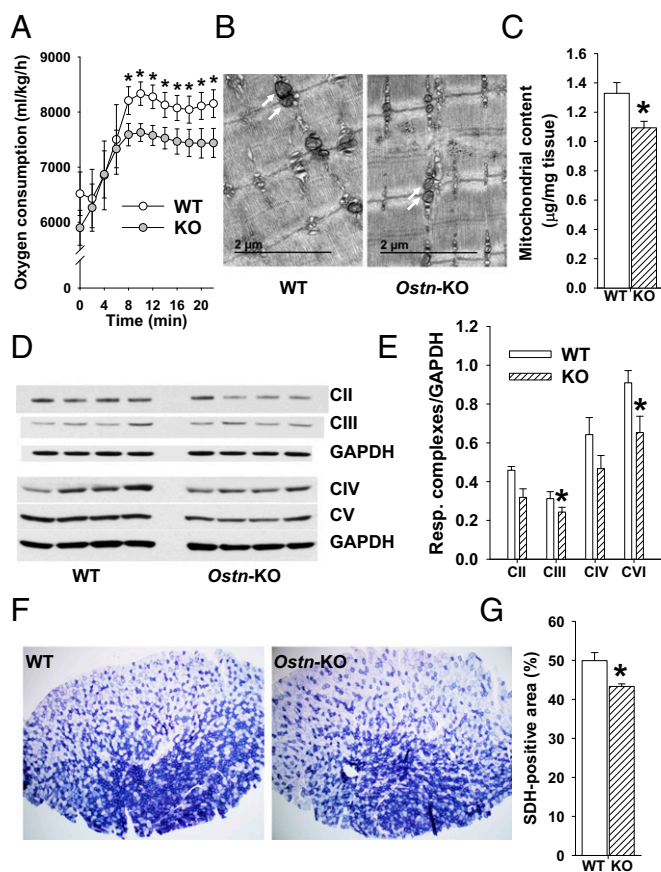 A
Oxygen consumption (ml/kg/h)
9000
8000
7000
6000
0
* * * * * * * *
WT
KO
0 4 8 12 16 20
Time (min)
B
2 µm
2 µm
WT
Ostn-KO
C
Mitochondrial content
(µg/mg tissue)
1.6
1.4
1.2
1.0
0.8
0.6
0.4
0.2
0.0
*
WT KO
D
CII
CIII
GAPDH
CIV
CV
GAPDH
WT
Ostn-KO
E
Resp. complexes/GAPDH
1.2
1.0
0.8
0.6
0.4
0.2
0.0
WT
KO
*
*
CII CIII CIV CVI
F
WT
Ostn-KO
G
SDH-positive area (%)
60
50
40
30
20
10
0
*
WT KO